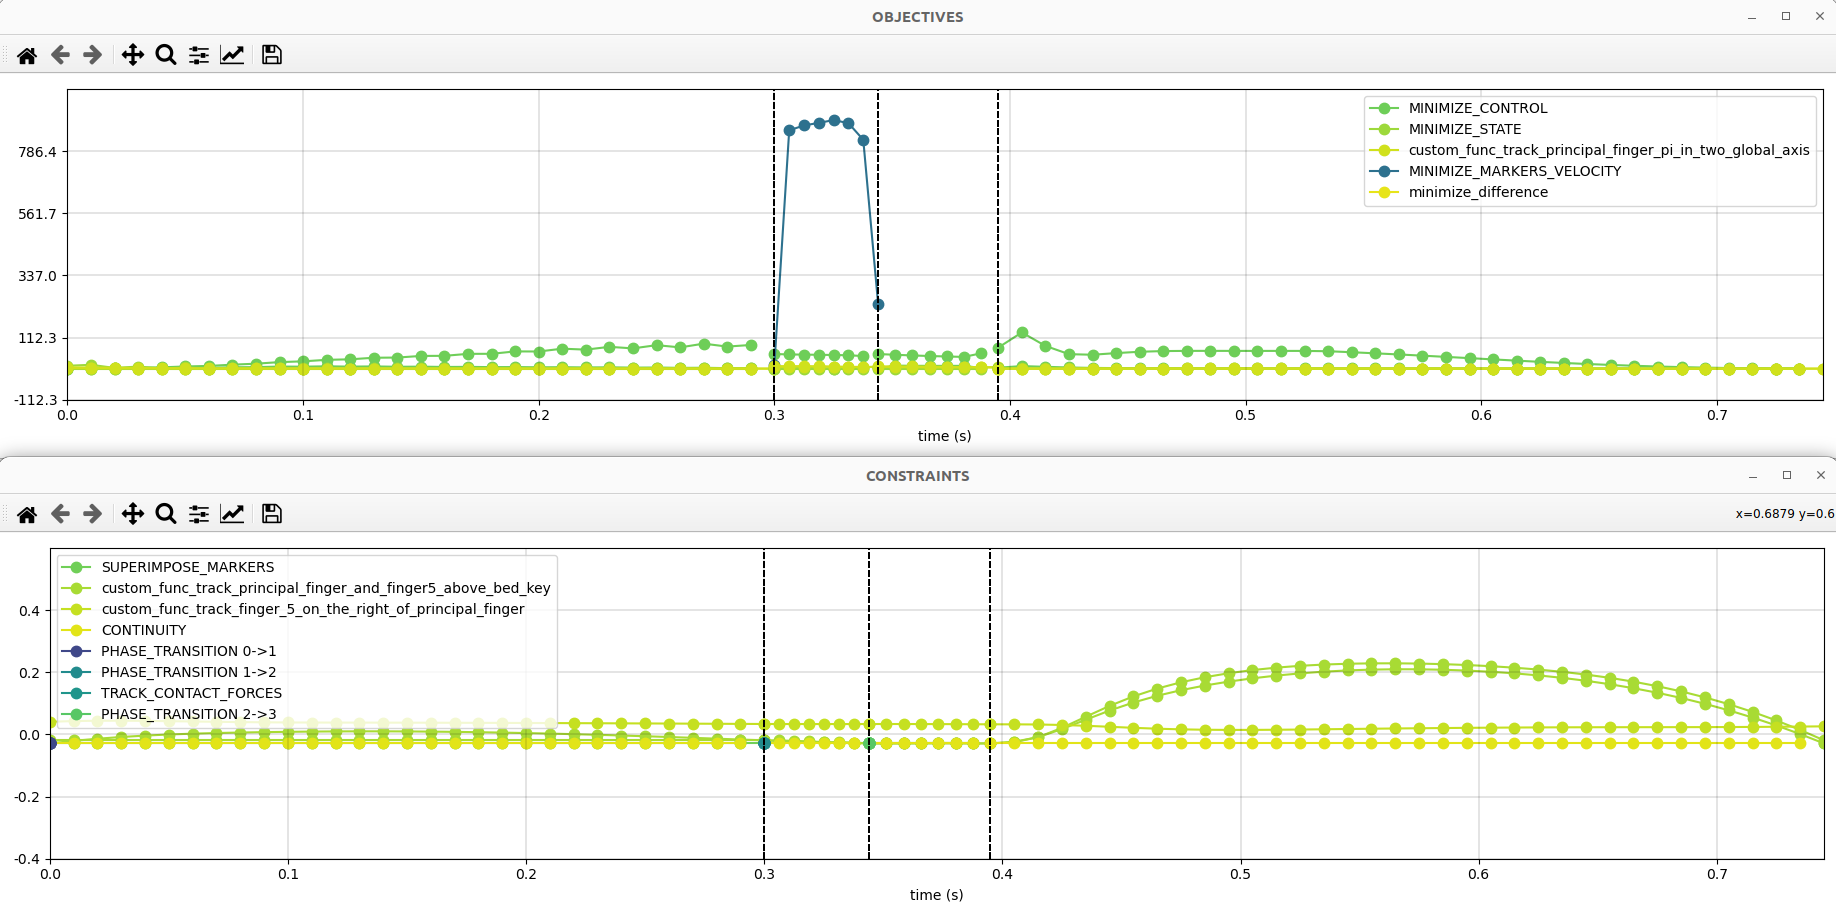 OBJECTIVES
MINIMIZE_CONTROL
MINIMIZE_STATE
custom_func_track_principal_finger_pi_in_two_global_axis
MINIMIZE_MARKERS_VELOCITY
minimize_difference
786.4
561.7
337.0
112.3
-112.3
0.0 0.1 0.2 0.3 0.4 0.5 0.6 0.7
time (s)
CONSTRAINTS
x=0.6879 y=0.6
SUPERIMPOSE_MARKERS
custom_func_track_principal_finger_and_finger5_above_bed_key
custom_func_track_finger_5_on_the_right_of_principal_finger
CONTINUITY
PHASE_TRANSITION 0->1
PHASE_TRANSITION 1->2
TRACK_CONTACT_FORCES
PHASE_TRANSITION 2->3
0.4
0.2
0.0
-0.2
-0.4
0.0 0.1 0.2 0.3 0.4 0.5 0.6 0.7
time (s)